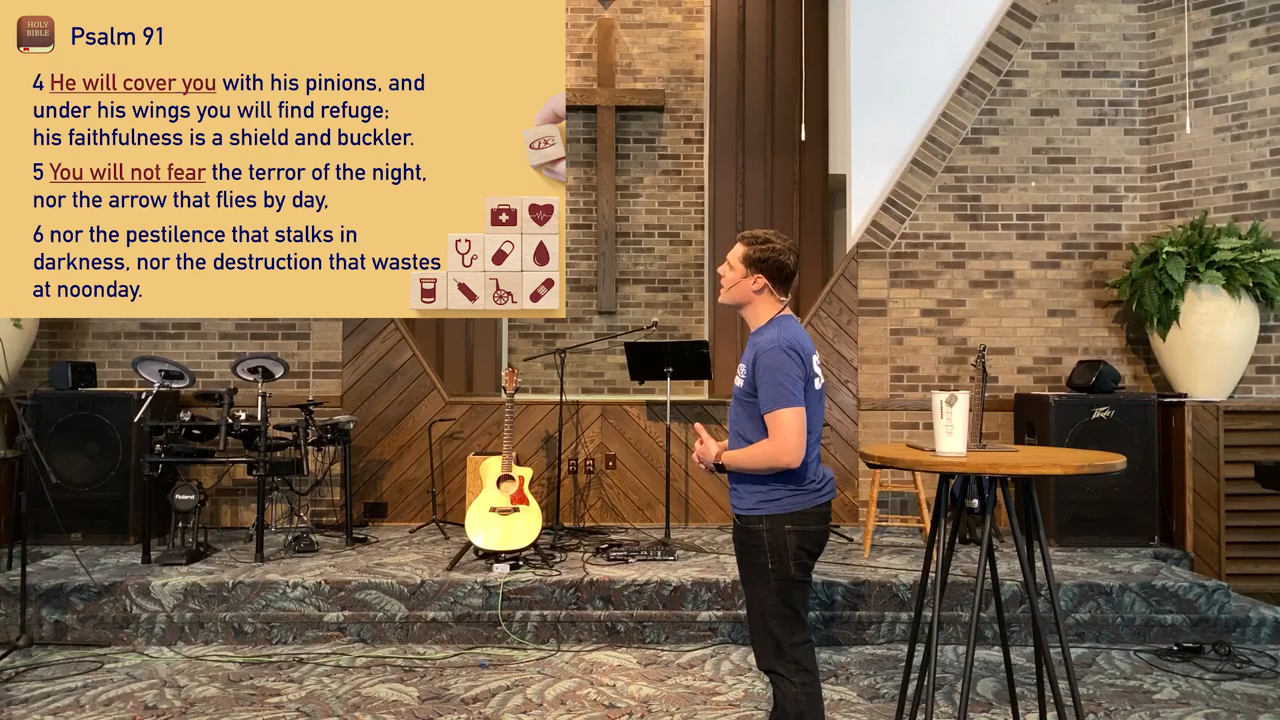 HOLY
BIBLE
Psalm 91
4 He will cover you with his pinions, and
under his wings you will find refuge;
his faithfulness is a shield and buckler.
5 You will not fear the terror of the night,
nor the arrow that flies by day,
6 nor the pestilence that stalks in
darkness, nor the destruction that wastes
at noonday.
CBC
Peavey
Roland